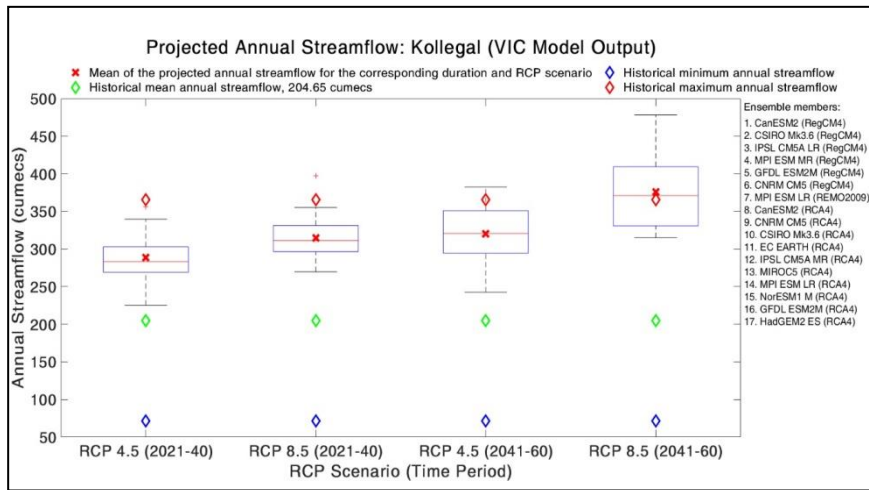 Projected Annual Streamflow: Kollegal (VIC Model Output)
Mean of the projected annual streamflow for the corresponding duration and RCP scenario
Historical minimum annual streamflow
Historical mean annual streamflow, 204.65 cumecs
Historical maximum annual streamflow
Annual Streamflow (cumecs)
500
450
400
350
300
250
200
150
100
50
RCP 4.5 (2021-40)
RCP 8.5 (2021-40)
RCP 4.5 (2041-60)
RCP 8.5 (2041-60)
RCP Scenario (Time Period)
Ensemble members:
1. CanESM2 (RegCM4)
2. CSIRO Mk3.6 (RegCM4)
3. IPSL CM5A LR (RegCM4)
4. MPI ESM MR (RegCM4)
5. GFDL ESM2M (RegCM4)
6. CNRM CM5 (RegCM4)
7. MPI ESM LR (REMO2009)
8. CanESM2 (RCA4)
9. CNRM CM5 (RCA4)
10. CSIRO Mk3.6 (RCA4)
11. EC EARTH (RCA4)
12. IPSL CM5A MR (RCA4)
13. MIROC5 (RCA4)
14. MPI ESM LR (RCA4)
15. NorESM1 M (RCA4)
16. GFDL ESM2M (RCA4)
17. HadGEM2 ES (RCA4)